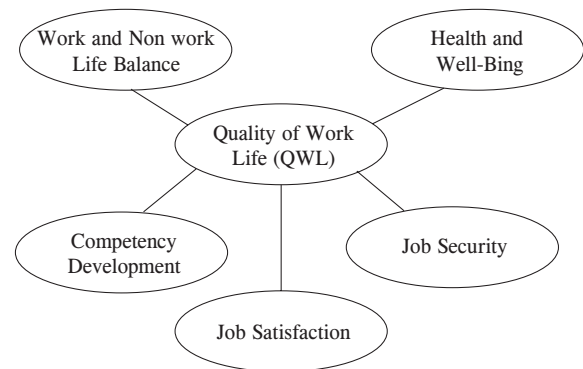 Work and Non work
Life Balance
Health and
Well-Bing
Quality of Work
Life (QWL)
Competency
Development
Job Security
Job Satisfaction